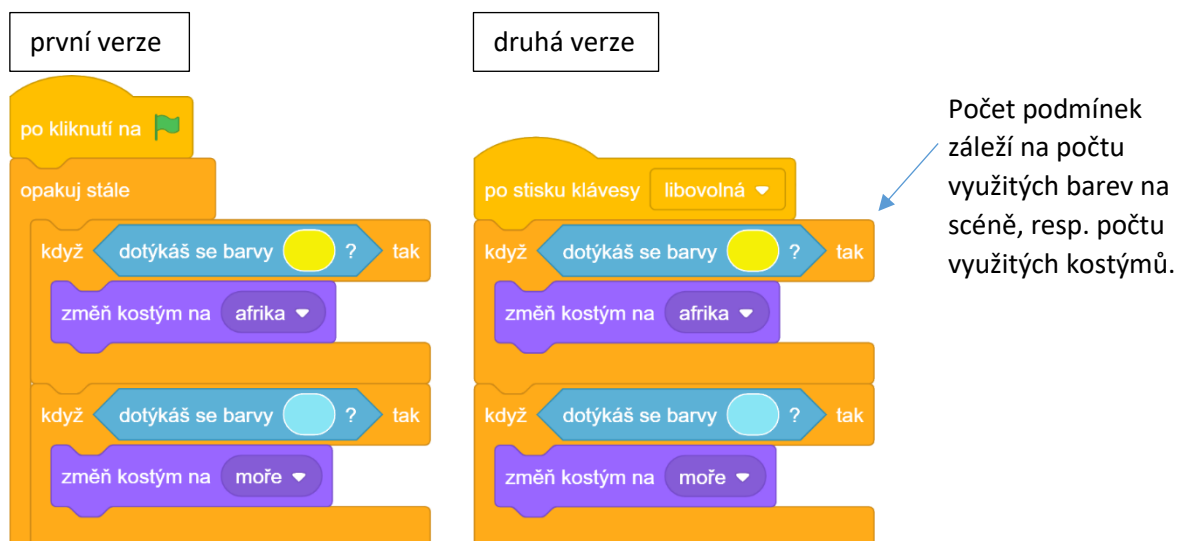 první verze
po kliknutí na
opakuj stále
když dotýkáš se barvy ? tak
změň kostým na afrika
když dotýkáš se barvy ? tak
změň kostým na moře
druhá verze
po stisku klávesy libovolná
když dotýkáš se barvy ? tak
změň kostým na afrika
když dotýkáš se barvy ? tak
změň kostým na moře
Počet podmínek
záleží na počtu
využitých barev na
scéně, resp. počtu
využitých kostýmů.